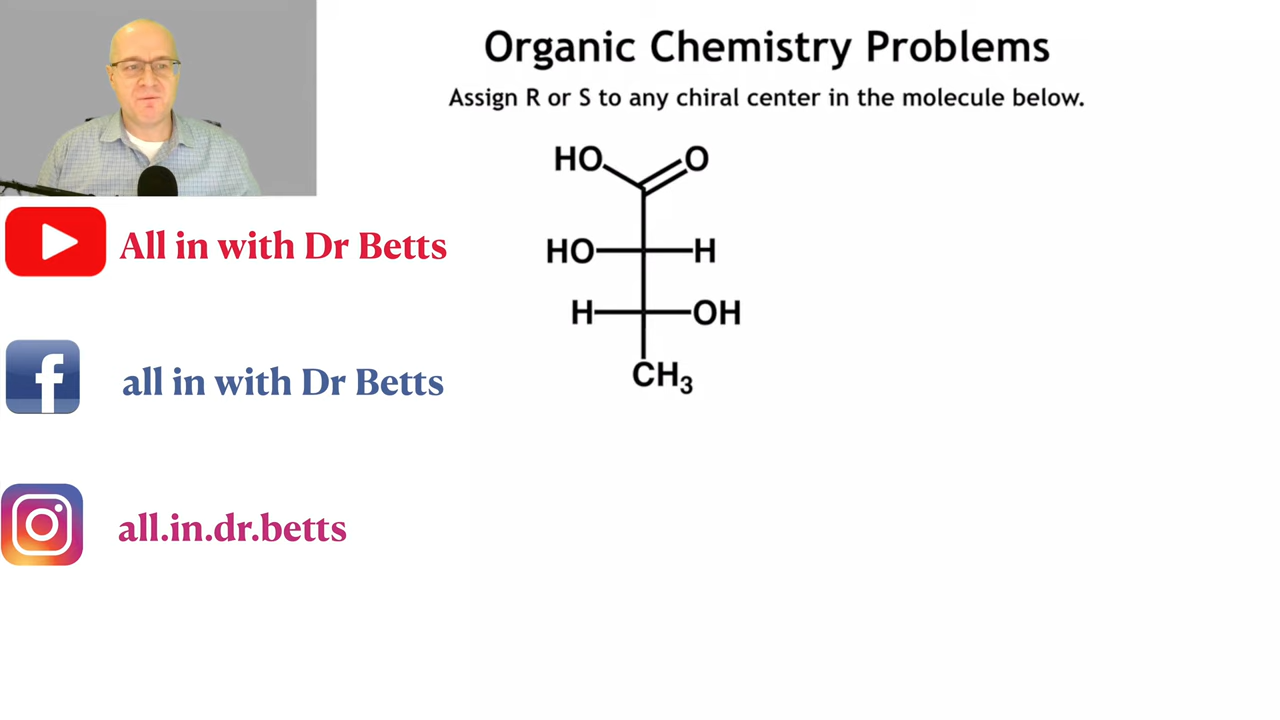 Organic Chemistry Problems
Assign R or S to any chiral center in the molecule below.
HO O
HO H
H OH
CH₃
All in with Dr Betts
all in with Dr Betts
all.in.dr.betts